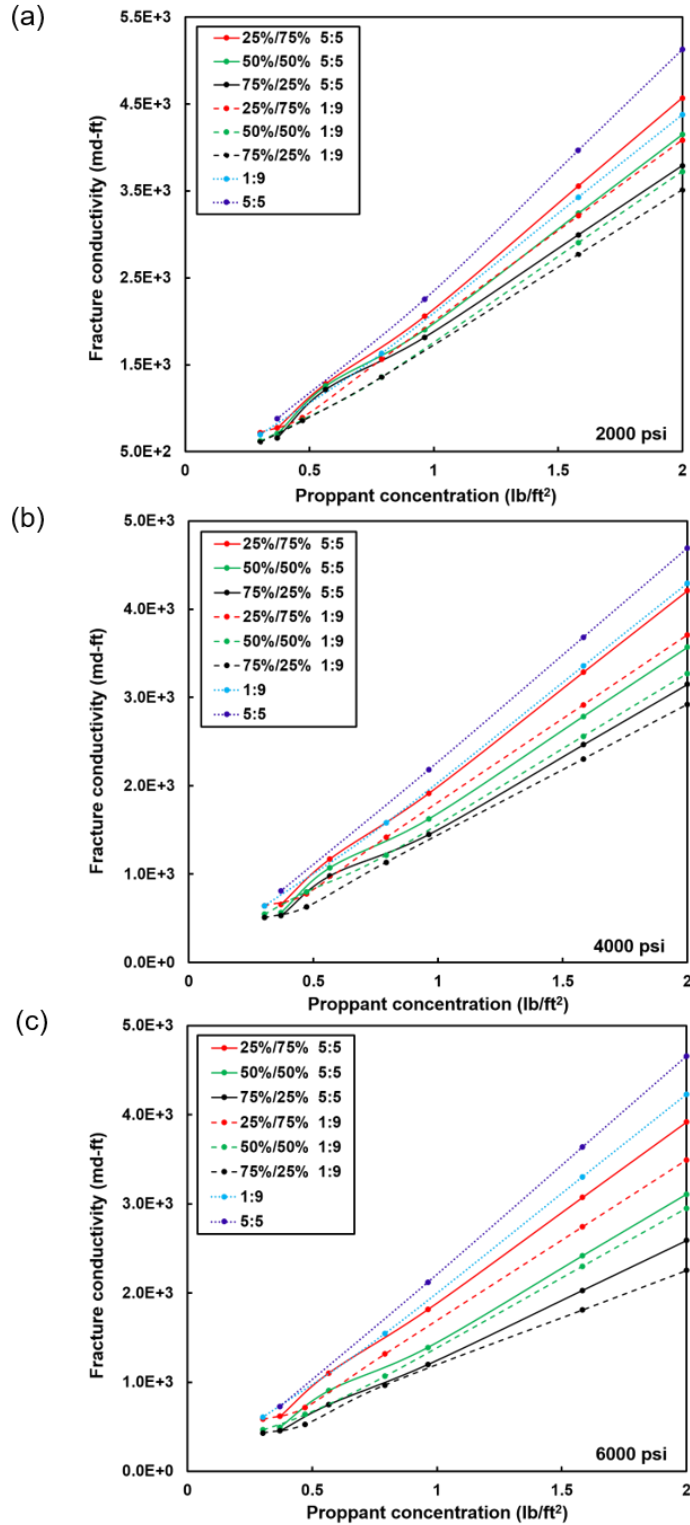 (a)
25%/75% 5:5
50%/50% 5:5
75%/25% 5:5
25%/75% 1:9
50%/50% 1:9
75%/25% 1:9
1:9
5:5
4.5E+3
3.5E+3
2.5E+3
1.5E+3
5.0E+2
Fracture conductivity (md-ft)
2000 psi
0
0.5
1
1.5
2
Proppant concentration (lb/ft²)
(b)
25%/75% 5:5
50%/50% 5:5
75%/25% 5:5
25%/75% 1:9
50%/50% 1:9
75%/25% 1:9
1:9
5:5
5.0E+3
4.0E+3
3.0E+3
2.0E+3
1.0E+3
0.0E+0
Fracture conductivity (md-ft)
4000 psi
0
0.5
1
1.5
2
Proppant concentration (lb/ft²)
(c)
25%/75% 5:5
50%/50% 5:5
75%/25% 5:5
25%/75% 1:9
50%/50% 1:9
75%/25% 1:9
1:9
5:5
5.0E+3
4.0E+3
3.0E+3
2.0E+3
1.0E+3
0.0E+0
Fracture conductivity (md-ft)
6000 psi
0
0.5
1
1.5
2
Proppant concentration (lb/ft²)